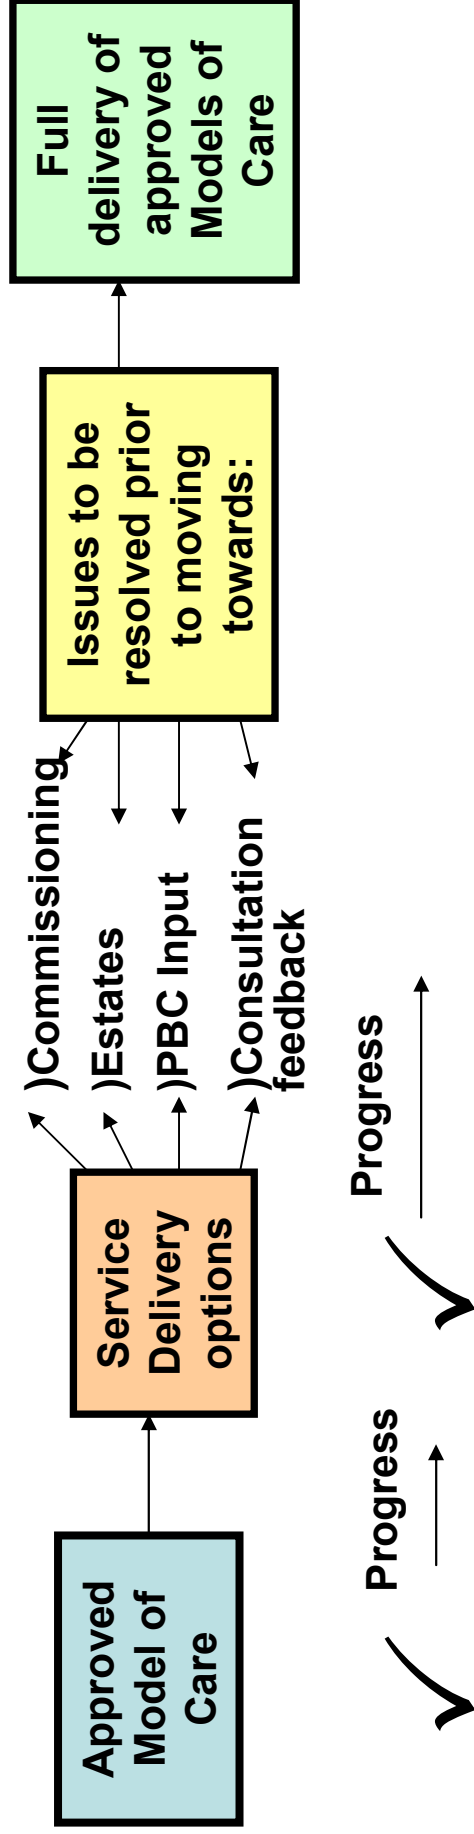 Approved
Model of
Care
Service
Delivery
options
)Commissioning
)Estates
)PBC Input
)Consultation
feedback
Issues to be
resolved prior
to moving
towards:
Full
delivery of
approved
Models of
Care
Progress
Progress